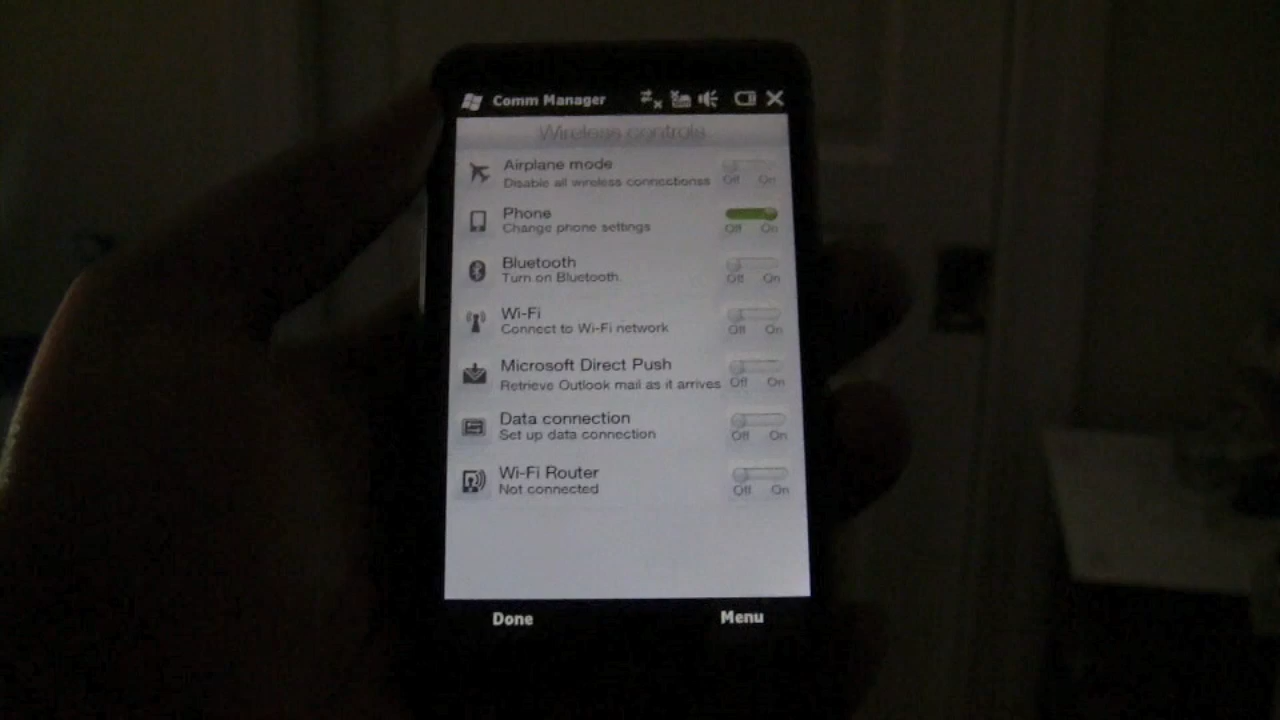 Comm Manager
Wireless controls
Airplane mode
Disable all wireless connectionss
Off On
Phone
Change phone settings
Off On
Bluetooth
Turn on Bluetooth
Off On
Wi-Fi
Connect to Wi-Fi network
Off On
Microsoft Direct Push
Retrieve Outlook mail as it arrives
Off On
Data connection
Set up data connection
Off On
Wi-Fi Router
Not connected
Off On
Done Menu